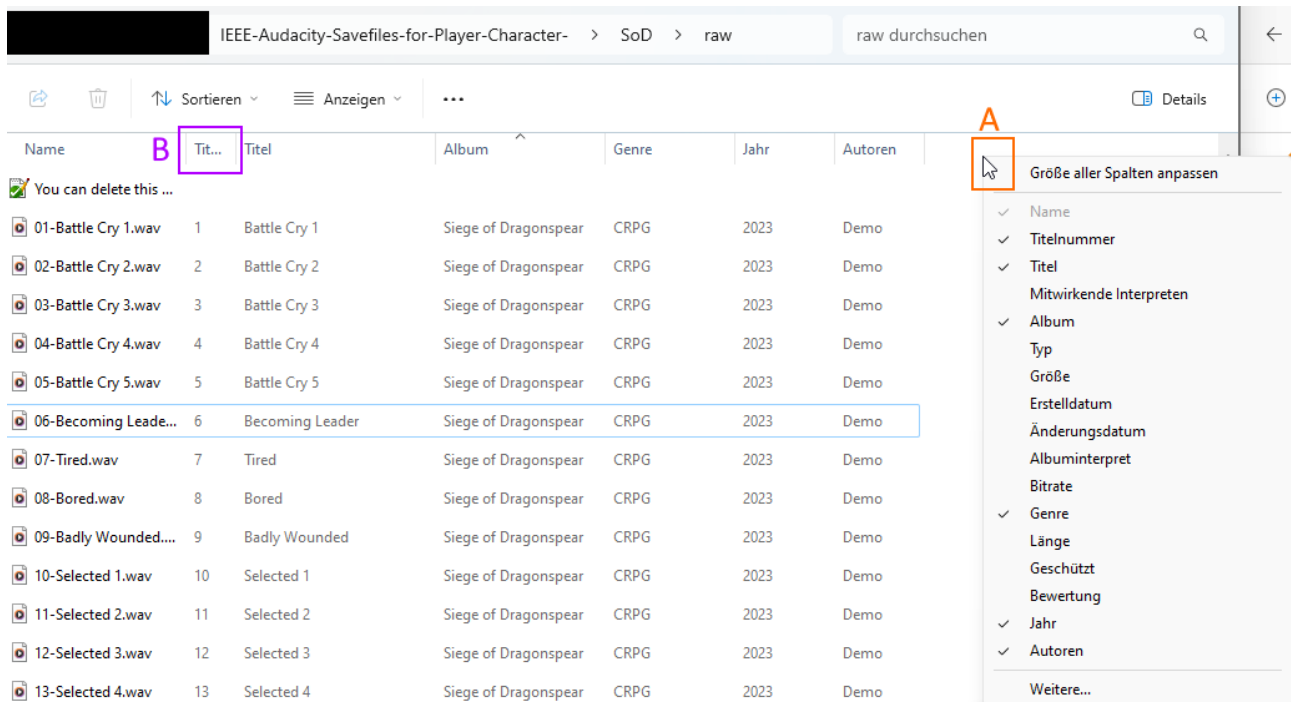 IEEE-Audacity-Savefiles-for-Player-Character- > SoD > raw raw durchsuchen
Sortieren Anzeigen ... Details
A
Name B Tit... Titel Album Genre Jahr Autoren
You can delete this ...
01-Battle Cry 1.wav 1 Battle Cry 1 Siege of Dragonspear CRPG 2023 Demo
02-Battle Cry 2.wav 2 Battle Cry 2 Siege of Dragonspear CRPG 2023 Demo
03-Battle Cry 3.wav 3 Battle Cry 3 Siege of Dragonspear CRPG 2023 Demo
04-Battle Cry 4.wav 4 Battle Cry 4 Siege of Dragonspear CRPG 2023 Demo
05-Battle Cry 5.wav 5 Battle Cry 5 Siege of Dragonspear CRPG 2023 Demo
06-Becoming Leade... 6 Becoming Leader Siege of Dragonspear CRPG 2023 Demo
07-Tired.wav 7 Tired Siege of Dragonspear CRPG 2023 Demo
08-Bored.wav 8 Bored Siege of Dragonspear CRPG 2023 Demo
09-Badly Wounded.... 9 Badly Wounded Siege of Dragonspear CRPG 2023 Demo
10-Selected 1.wav 10 Selected 1 Siege of Dragonspear CRPG 2023 Demo
11-Selected 2.wav 11 Selected 2 Siege of Dragonspear CRPG 2023 Demo
12-Selected 3.wav 12 Selected 3 Siege of Dragonspear CRPG 2023 Demo
13-Selected 4.wav 13 Selected 4 Siege of Dragonspear CRPG 2023 Demo
Größe aller Spalten anpassen
Name
Titelnummer
Titel
Mitwirkende Interpreten
Album
Typ
Größe
Erstelldatum
Änderungsdatum
Albuminterpret
Bitrate
Genre
Länge
Geschützt
Bewertung
Jahr
Autoren
Weitere...